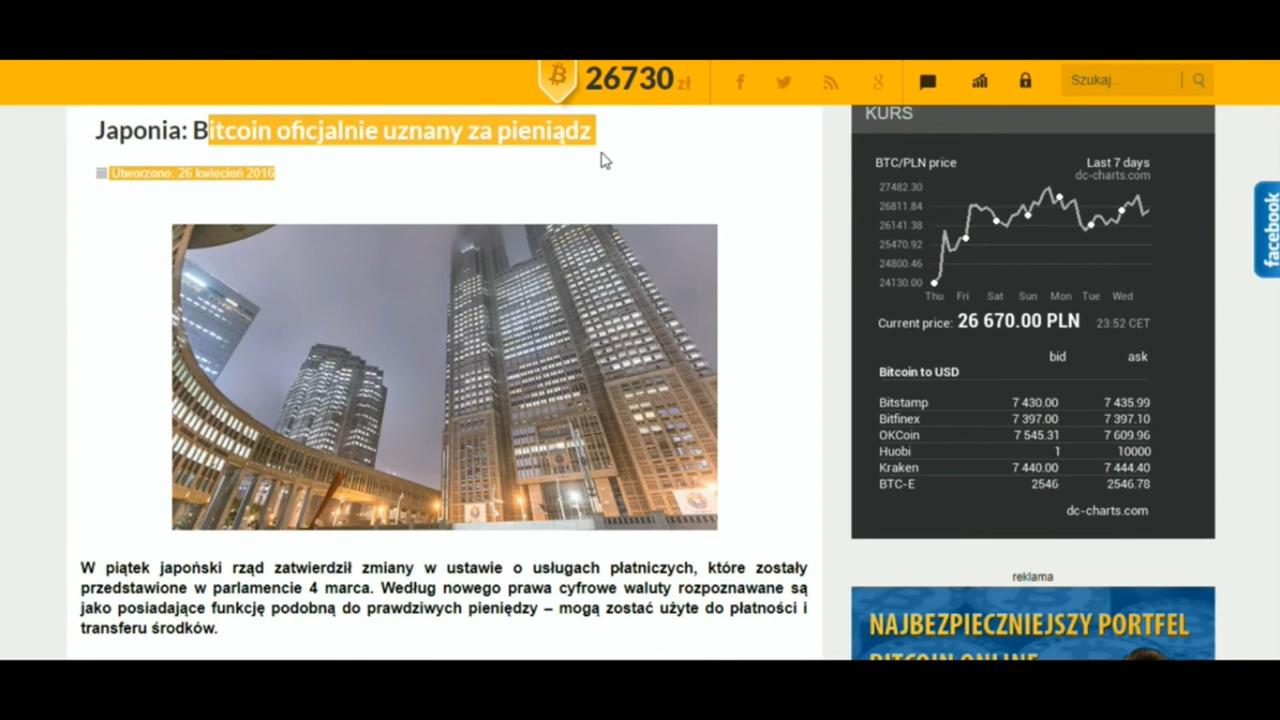 26730 zł
Szukaj...
Japonia: Bitcoin oficjalnie uznany za pieniądz
Utworzono: 26 kwiecień 2016
W piątek japoński rząd zatwierdził zmiany w ustawie o usługach płatniczych, które zostały
przedstawione w parlamencie 4 marca. Według nowego prawa cyfrowe waluty rozpoznawane są
jako posiadające funkcję podobną do prawdziwych pieniędzy – mogą zostać użyte do płatności i
transferu środków.
KURS
BTC/PLN price Last 7 days
dc-charts.com
27482.30
26811.84
26141.38
25470.92
24800.46
24130.00
Thu Fri Sat Sun Mon Tue Wed
Current price: 26 670.00 PLN 23:52 CET
bid ask
Bitcoin to USD
Bitstamp 7 430.00 7 435.99
Bitfinex 7 397.00 7 397.10
OKCoin 7 545.31 7 609.96
Huobi 1 10000
Kraken 7 440.00 7 444.40
BTC-E 2546 2546.78
dc-charts.com
reklama
NAJBEZPIECZNIEJSZY PORTFEL
BITCOIN ONLINE
facebook